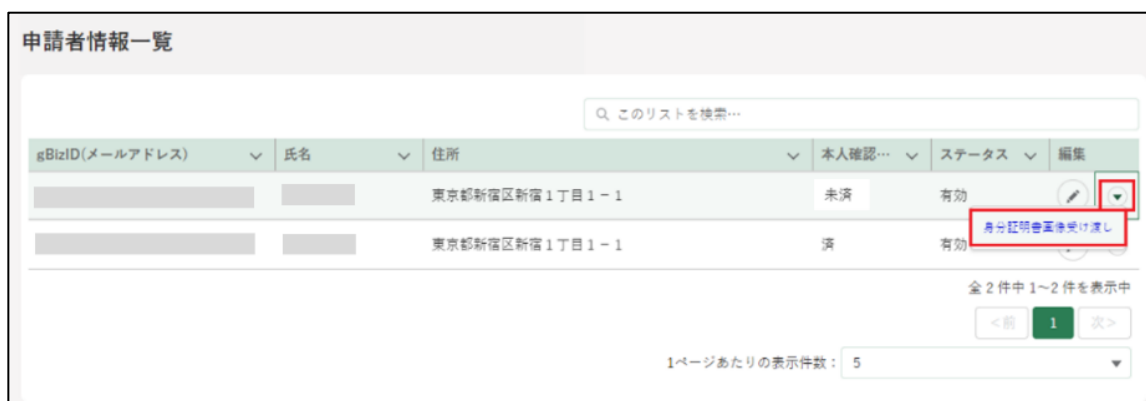 申請者情報一覧
このリストを検索…
gBizID(メールアドレス) 氏名 住所 本人確認… ステータス 編集
東京都新宿区新宿1丁目1-1 未済 有効
身分証明書画像受け渡し
東京都新宿区新宿1丁目1-1 済 有効
全2件中1~2件を表示中
<前 1 次>
1ページあたりの表示件数: 5